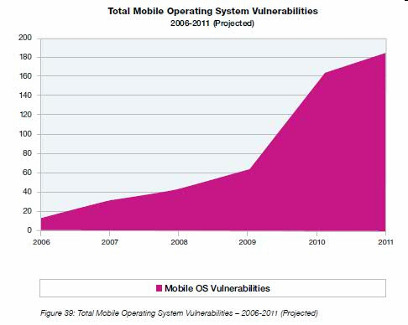 Total Mobile Operating System Vulnerabilities
2006-2011 (Projected)
200
180
160
140
120
100
80
60
40
20
0
2006 2007 2008 2009 2010 2011
Mobile OS Vulnerabilities
Figure 39: Total Mobile Operating System Vulnerabilities – 2006-2011 (Projected)